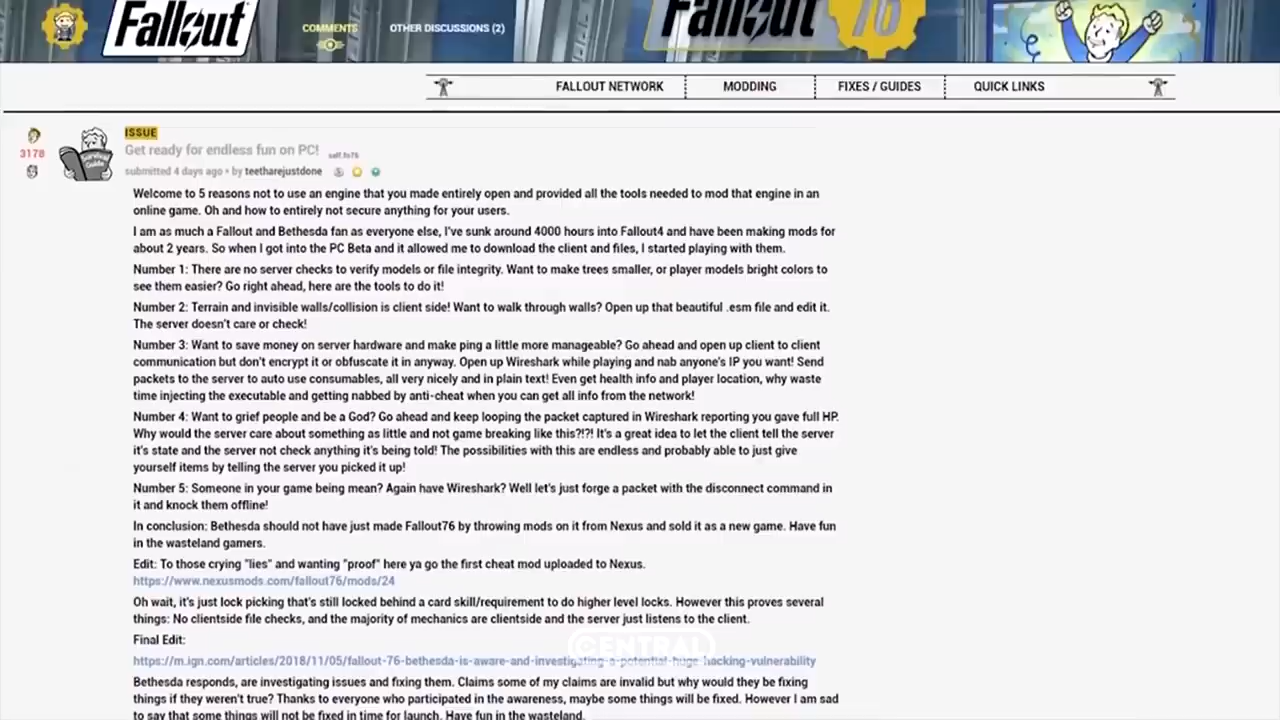 Fallout
COMMENTS
OTHER DISCUSSIONS (2)
Fallout 76
FALLOUT NETWORK
MODDING
FIXES / GUIDES
QUICK LINKS
ISSUE
3178
Get ready for endless fun on PC! self.fo76
submitted 4 days ago • by teetharejustdone
Welcome to 5 reasons not to use an engine that you made entirely open and provided all the tools needed to mod that engine in an
online game. Oh and how to entirely not secure anything for your users.
I am as much a Fallout and Bethesda fan as everyone else, I've sunk around 4000 hours into Fallout4 and have been making mods for
about 2 years. So when I got into the PC Beta and it allowed me to download the client and files, I started playing with them.
Number 1: There are no server checks to verify models or file integrity. Want to make trees smaller, or player models bright colors to
see them easier? Go right ahead, here are the tools to do it!
Number 2: Terrain and invisible walls/collision is client side! Want to walk through walls? Open up that beautiful .esm file and edit it.
The server doesn't care or check!
Number 3: Want to save money on server hardware and make ping a little more manageable? Go ahead and open up client to client
communication but don't encrypt it or obfuscate it in anyway. Open up Wireshark while playing and nab anyone's IP you want! Send
packets to the server to auto use consumables, all very nicely and in plain text! Even get health info and player location, why waste
time injecting the executable and getting nabbed by anti-cheat when you can get all info from the network!
Number 4: Want to grief people and be a God? Go ahead and keep looping the packet captured in Wireshark reporting you gave full HP.
Why would the server care about something as little and not game breaking like this?!?! It's a great idea to let the client tell the server
it's state and the server not check anything it's being told! The possibilities with this are endless and probably able to just give
yourself items by telling the server you picked it up!
Number 5: Someone in your game being mean? Again have Wireshark? Well let's just forge a packet with the disconnect command in
it and knock them offline!
In conclusion: Bethesda should not have just made Fallout76 by throwing mods on it from Nexus and sold it as a new game. Have fun
in the wasteland gamers.
Edit: To those crying "lies" and wanting "proof" here ya go the first cheat mod uploaded to Nexus.
https://www.nexusmods.com/fallout76/mods/24
Oh wait, it's just lock picking that's still locked behind a card skill/requirement to do higher level locks. However this proves several
things: No clientside file checks, and the majority of mechanics are clientside and the server just listens to the client.
Final Edit:
CENTRAL
https://m.ign.com/articles/2018/11/05/fallout-76-bethesda-is-aware-and-investigating-a-potential-huge-hacking-vulnerability
Bethesda responds, are investigating issues and fixing them. Claims some of my claims are invalid but why would they be fixing
things if they weren't true? Thanks to everyone who participated in the awareness, maybe some things will be fixed. However I am sad
to say that some things will not be fixed in time for launch. Have fun in the wasteland.